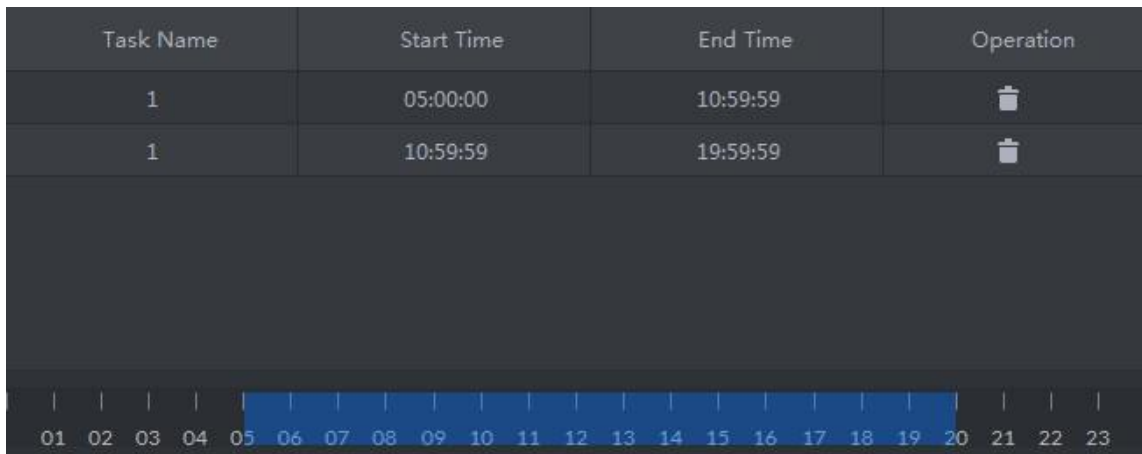 Task Name Start Time End Time Operation
1 05:00:00 10:59:59
1 10:59:59 19:59:59
01 02 03 04 05 06 07 08 09 10 11 12 13 14 15 16 17 18 19 20 21 22 23